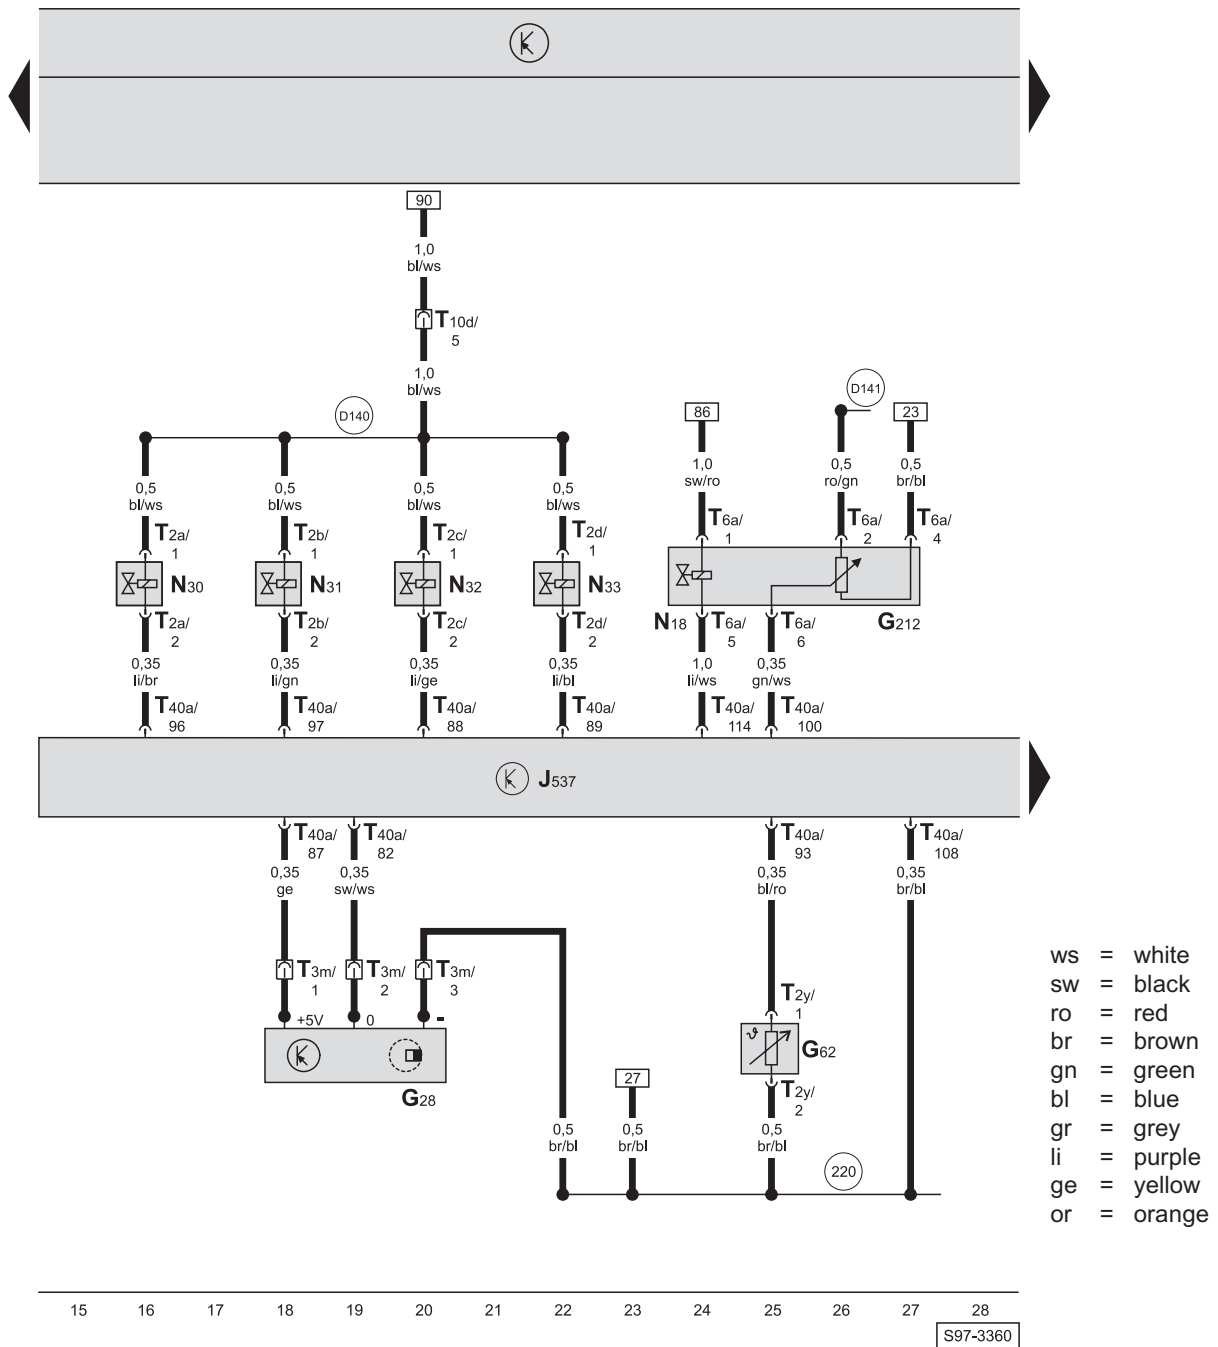 90
1,0
bl/ws
T10d/
5
1,0
bl/ws
D140
D141
86
23
0,5
bl/ws
0,5
bl/ws
0,5
bl/ws
0,5
bl/ws
1,0
sw/ro
0,5
ro/gn
0,5
br/bl
T2a/
1
T2b/
1
T2c/
1
T2d/
1
T6a/
1
T6a/
2
T6a/
4
N30
N31
N32
N33
N18
G212
T2a/
2
T2b/
2
T2c/
2
T2d/
2
T6a/
5
T6a/
6
0,35
li/br
0,35
li/gn
0,35
li/ge
0,35
li/bl
1,0
li/ws
0,35
gn/ws
T40a/
96
T40a/
97
T40a/
88
T40a/
89
T40a/
114
T40a/
100
J537
T40a/
87
T40a/
82
T40a/
93
T40a/
108
0,35
ge
0,35
sw/ws
0,35
bl/ro
0,35
br/bl
T3m/
1
T3m/
2
T3m/
3
+5V
0
-
G28
T2y/
1
ϑ
G62
T2y/
2
27
0,5
br/bl
0,5
br/bl
0,5
br/bl
220
ws = white
sw = black
ro = red
br = brown
gn = green
bl = blue
gr = grey
li = purple
ge = yellow
or = orange
15 16 17 18 19 20 21 22 23 24 25 26 27 28
S97-3360